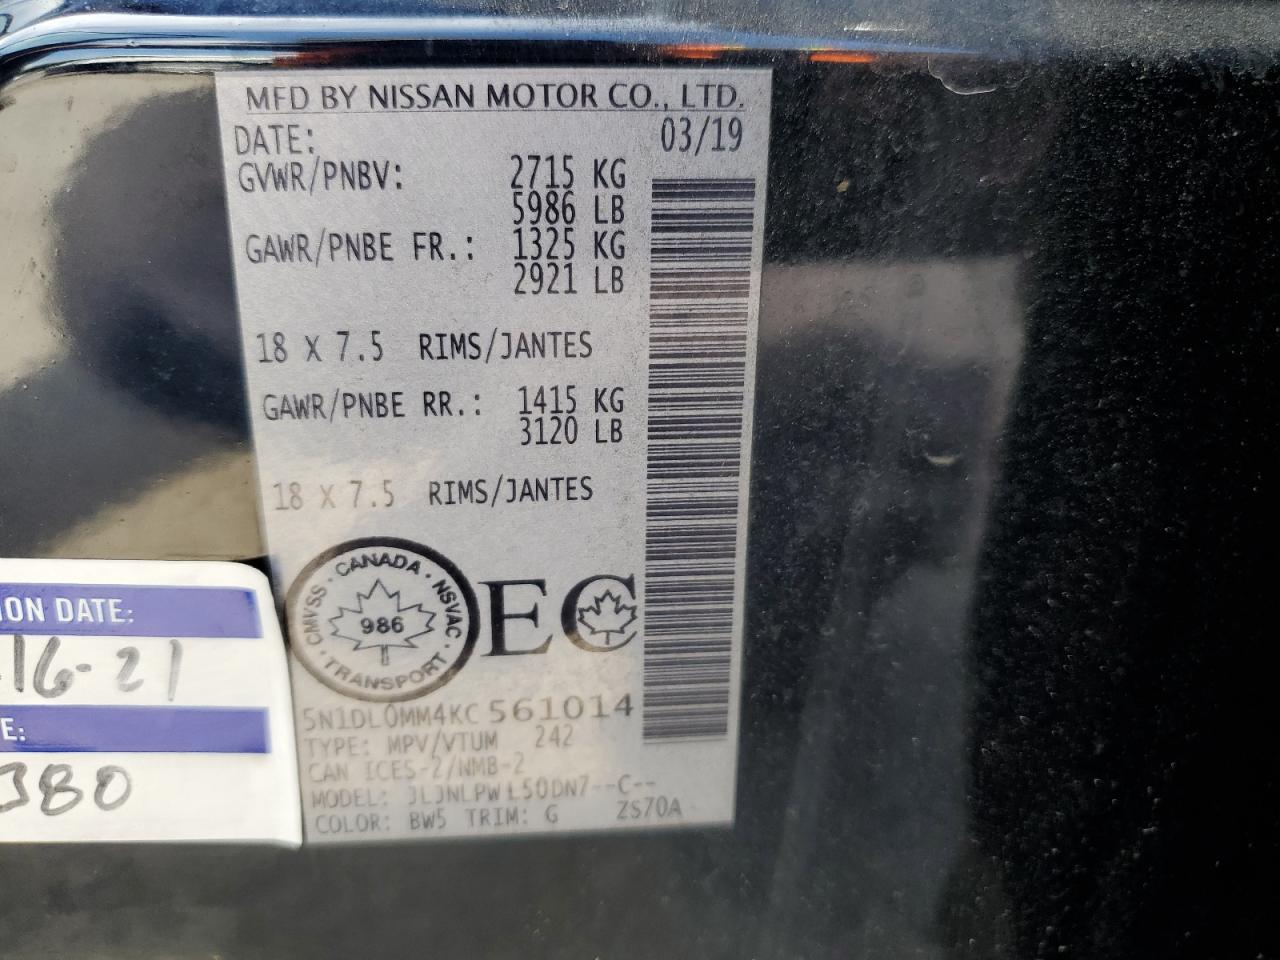 MFD BY NISSAN MOTOR CO., LTD.
DATE: 03/19
GVWR/PNBV: 2715 KG
5986 LB
GAWR/PNBE FR.: 1325 KG
2921 LB
18 X 7.5 RIMS/JANTES
GAWR/PNBE RR.: 1415 KG
3120 LB
18 X 7.5 RIMS/JANTES
CMVSS · CANADA · NSVAC · TRANSPORT ·
986
EC
5N1DL0MM4KC561014
TYPE: MPV/VTUM 242
CAN ICES-2/NMB-2
MODEL: JLJNLPWL50DN7--C--
COLOR: BW5 TRIM: G ZS70A
ION DATE:
16-21
E:
380